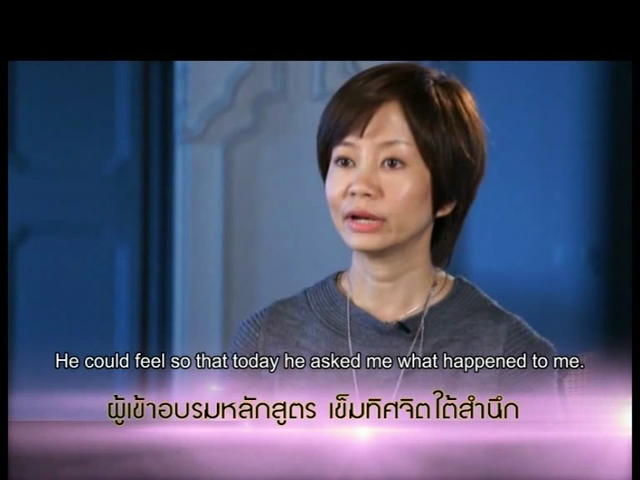 He could feel so that today he asked me what happened to me.
ผู้เข้าอบรมหลักสูตร เข็มทิศจิตใต้สำนึก